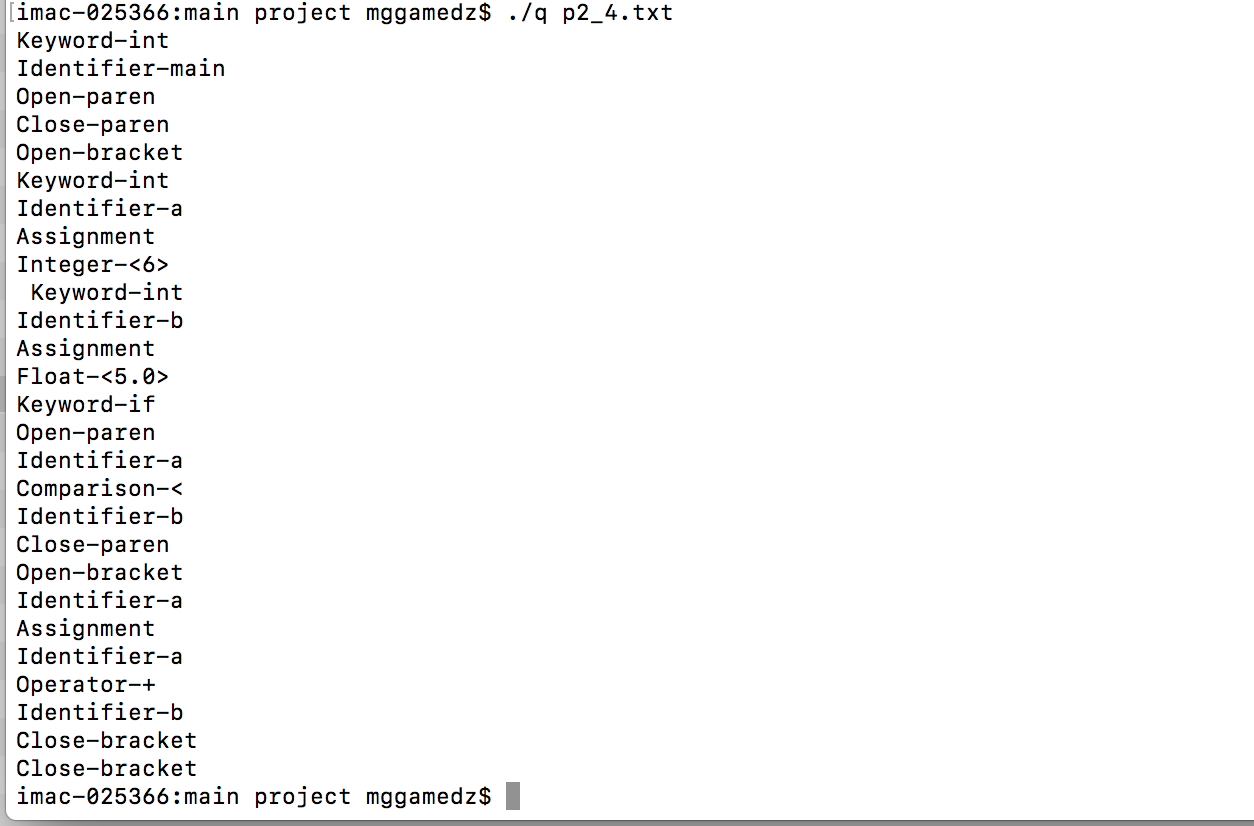 [imac-025366:main project mggamedz$ ./q p2_4.txt
Keyword-int
Identifier-main
Open-paren
Close-paren
Open-bracket
Keyword-int
Identifier-a
Assignment
Integer-<6>
 Keyword-int
Identifier-b
Assignment
Float-<5.0>
Keyword-if
Open-paren
Identifier-a
Comparison-<
Identifier-b
Close-paren
Open-bracket
Identifier-a
Assignment
Identifier-a
Operator-+
Identifier-b
Close-bracket
Close-bracket
imac-025366:main project mggamedz$